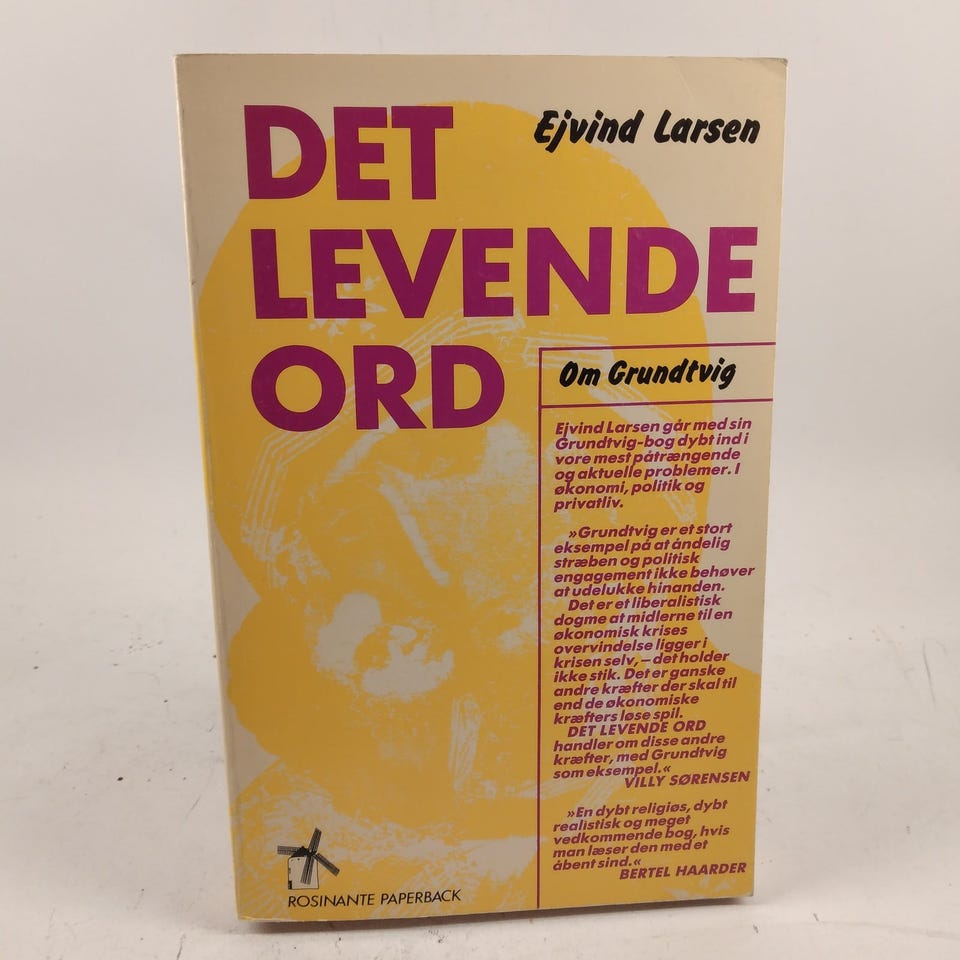 DET
LEVENDE
ORD
Ejvind Larsen
Om Grundtvig
Ejvind Larsen går med sin
Grundtvig-bog dybt ind i
vore mest påtrængende
og aktuelle problemer. I
økonomi, politik og
privatliv.
»Grundtvig er et stort
eksempel på at åndelig
stræben og politisk
engagement ikke behøver
at udelukke hinanden.
Det er et liberalistisk
dogme at midlerne til en
økonomisk krises
overvindelse ligger i
krisen selv, – det holder
ikke stik. Det er ganske
andre kræfter der skal til
end de økonomiske
kræfters løse spil.
DET LEVENDE ORD
handler om disse andre
kræfter, med Grundtvig
som eksempel.«
VILLY SØRENSEN
»En dybt religiøs, dybt
realistisk og meget
vedkommende bog, hvis
man læser den med et
åbent sind.«
BERTEL HAARDER
ROSINANTE PAPERBACK